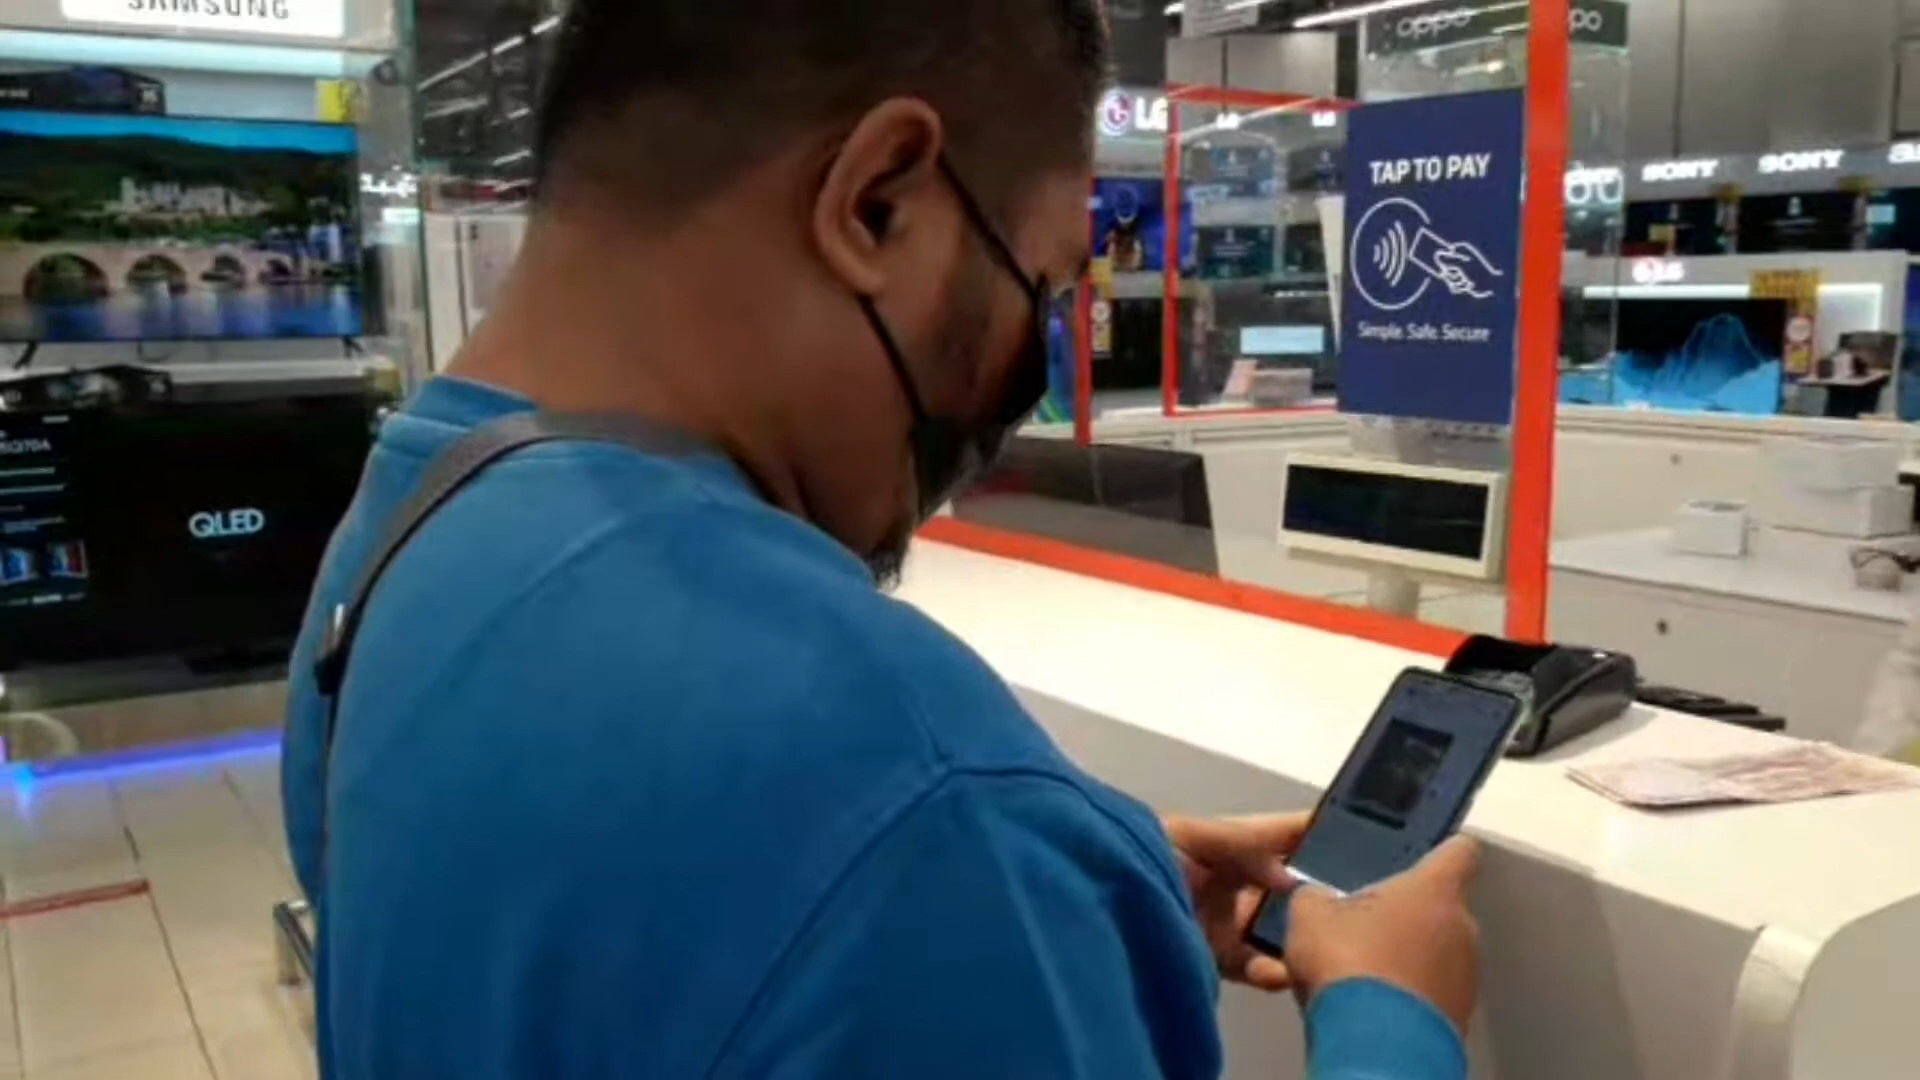 SAMSUNG
oppo
LG
TAP TO PAY
Simple. Safe. Secure
SONY
SONY
LG
QLED